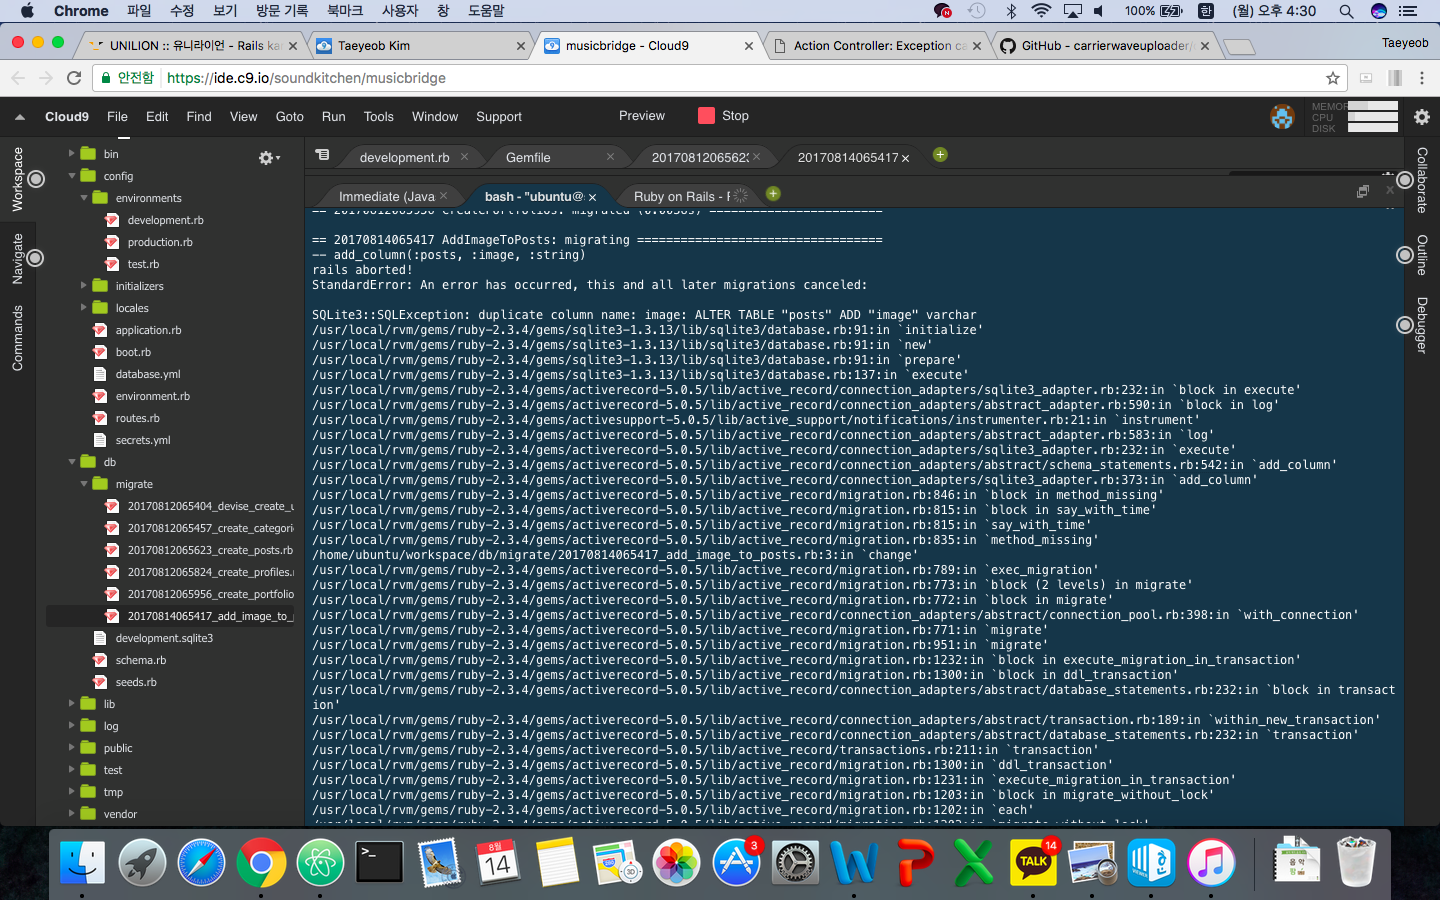 Chrome 파일 수정 보기 방문 기록 북마크 사용자 창 도움말 100% 한 (월) 오후 4:30
UNILION :: 유니라이언 - Rails ka
Taeyeob Kim
musicbridge - Cloud9
Action Controller: Exception ca
GitHub - carrierwaveuploader/
Taeyeob
안전함 https://ide.c9.io/soundkitchen/musicbridge
Cloud9 File Edit Find View Goto Run Tools Window Support Preview Stop
MEMOR
CPU
DISK
Workspace
Navigate
Commands
Collaborate
Outline
Debugger
bin
config
environments
development.rb
production.rb
test.rb
initializers
locales
application.rb
boot.rb
database.yml
environment.rb
routes.rb
secrets.yml
db
migrate
20170812065404_devise_create_u
20170812065457_create_categori
20170812065623_create_posts.rb
20170812065824_create_profiles.r
20170812065956_create_portfolio
20170814065417_add_image_to_
development.sqlite3
schema.rb
seeds.rb
lib
log
public
test
tmp
vendor
development.rb Gemfile 20170812065623 20170814065417
Immediate (Java bash - "ubuntu@ Ruby on Rails - F
== 20170812065956 CreatePortfolios: migrated (0.0038s) ========================
== 20170814065417 AddImageToPosts: migrating ==================================
-- add_column(:posts, :image, :string)
rails aborted!
StandardError: An error has occurred, this and all later migrations canceled:
SQLite3::SQLException: duplicate column name: image: ALTER TABLE "posts" ADD "image" varchar
/usr/local/rvm/gems/ruby-2.3.4/gems/sqlite3-1.3.13/lib/sqlite3/database.rb:91:in `initialize'
/usr/local/rvm/gems/ruby-2.3.4/gems/sqlite3-1.3.13/lib/sqlite3/database.rb:91:in `new'
/usr/local/rvm/gems/ruby-2.3.4/gems/sqlite3-1.3.13/lib/sqlite3/database.rb:91:in `prepare'
/usr/local/rvm/gems/ruby-2.3.4/gems/sqlite3-1.3.13/lib/sqlite3/database.rb:137:in `execute'
/usr/local/rvm/gems/ruby-2.3.4/gems/activerecord-5.0.5/lib/active_record/connection_adapters/sqlite3_adapter.rb:232:in `block in execute'
/usr/local/rvm/gems/ruby-2.3.4/gems/activerecord-5.0.5/lib/active_record/connection_adapters/abstract_adapter.rb:590:in `block in log'
/usr/local/rvm/gems/ruby-2.3.4/gems/activesupport-5.0.5/lib/active_support/notifications/instrumenter.rb:21:in `instrument'
/usr/local/rvm/gems/ruby-2.3.4/gems/activerecord-5.0.5/lib/active_record/connection_adapters/abstract_adapter.rb:583:in `log'
/usr/local/rvm/gems/ruby-2.3.4/gems/activerecord-5.0.5/lib/active_record/connection_adapters/sqlite3_adapter.rb:232:in `execute'
/usr/local/rvm/gems/ruby-2.3.4/gems/activerecord-5.0.5/lib/active_record/connection_adapters/abstract/schema_statements.rb:542:in `add_column'
/usr/local/rvm/gems/ruby-2.3.4/gems/activerecord-5.0.5/lib/active_record/connection_adapters/sqlite3_adapter.rb:373:in `add_column'
/usr/local/rvm/gems/ruby-2.3.4/gems/activerecord-5.0.5/lib/active_record/migration.rb:846:in `block in method_missing'
/usr/local/rvm/gems/ruby-2.3.4/gems/activerecord-5.0.5/lib/active_record/migration.rb:815:in `block in say_with_time'
/usr/local/rvm/gems/ruby-2.3.4/gems/activerecord-5.0.5/lib/active_record/migration.rb:815:in `say_with_time'
/usr/local/rvm/gems/ruby-2.3.4/gems/activerecord-5.0.5/lib/active_record/migration.rb:835:in `method_missing'
/home/ubuntu/workspace/db/migrate/20170814065417_add_image_to_posts.rb:3:in `change'
/usr/local/rvm/gems/ruby-2.3.4/gems/activerecord-5.0.5/lib/active_record/migration.rb:789:in `exec_migration'
/usr/local/rvm/gems/ruby-2.3.4/gems/activerecord-5.0.5/lib/active_record/migration.rb:773:in `block (2 levels) in migrate'
/usr/local/rvm/gems/ruby-2.3.4/gems/activerecord-5.0.5/lib/active_record/migration.rb:772:in `block in migrate'
/usr/local/rvm/gems/ruby-2.3.4/gems/activerecord-5.0.5/lib/active_record/connection_adapters/abstract/connection_pool.rb:398:in `with_connection'
/usr/local/rvm/gems/ruby-2.3.4/gems/activerecord-5.0.5/lib/active_record/migration.rb:771:in `migrate'
/usr/local/rvm/gems/ruby-2.3.4/gems/activerecord-5.0.5/lib/active_record/migration.rb:951:in `migrate'
/usr/local/rvm/gems/ruby-2.3.4/gems/activerecord-5.0.5/lib/active_record/migration.rb:1232:in `block in execute_migration_in_transaction'
/usr/local/rvm/gems/ruby-2.3.4/gems/activerecord-5.0.5/lib/active_record/migration.rb:1300:in `block in ddl_transaction'
/usr/local/rvm/gems/ruby-2.3.4/gems/activerecord-5.0.5/lib/active_record/connection_adapters/abstract/database_statements.rb:232:in `block in transact
ion'
/usr/local/rvm/gems/ruby-2.3.4/gems/activerecord-5.0.5/lib/active_record/connection_adapters/abstract/transaction.rb:189:in `within_new_transaction'
/usr/local/rvm/gems/ruby-2.3.4/gems/activerecord-5.0.5/lib/active_record/connection_adapters/abstract/database_statements.rb:232:in `transaction'
/usr/local/rvm/gems/ruby-2.3.4/gems/activerecord-5.0.5/lib/active_record/transactions.rb:211:in `transaction'
/usr/local/rvm/gems/ruby-2.3.4/gems/activerecord-5.0.5/lib/active_record/migration.rb:1300:in `ddl_transaction'
/usr/local/rvm/gems/ruby-2.3.4/gems/activerecord-5.0.5/lib/active_record/migration.rb:1231:in `execute_migration_in_transaction'
/usr/local/rvm/gems/ruby-2.3.4/gems/activerecord-5.0.5/lib/active_record/migration.rb:1203:in `block in migrate_without_lock'
/usr/local/rvm/gems/ruby-2.3.4/gems/activerecord-5.0.5/lib/active_record/migration.rb:1202:in `each'
8월
14
3
TALK
14